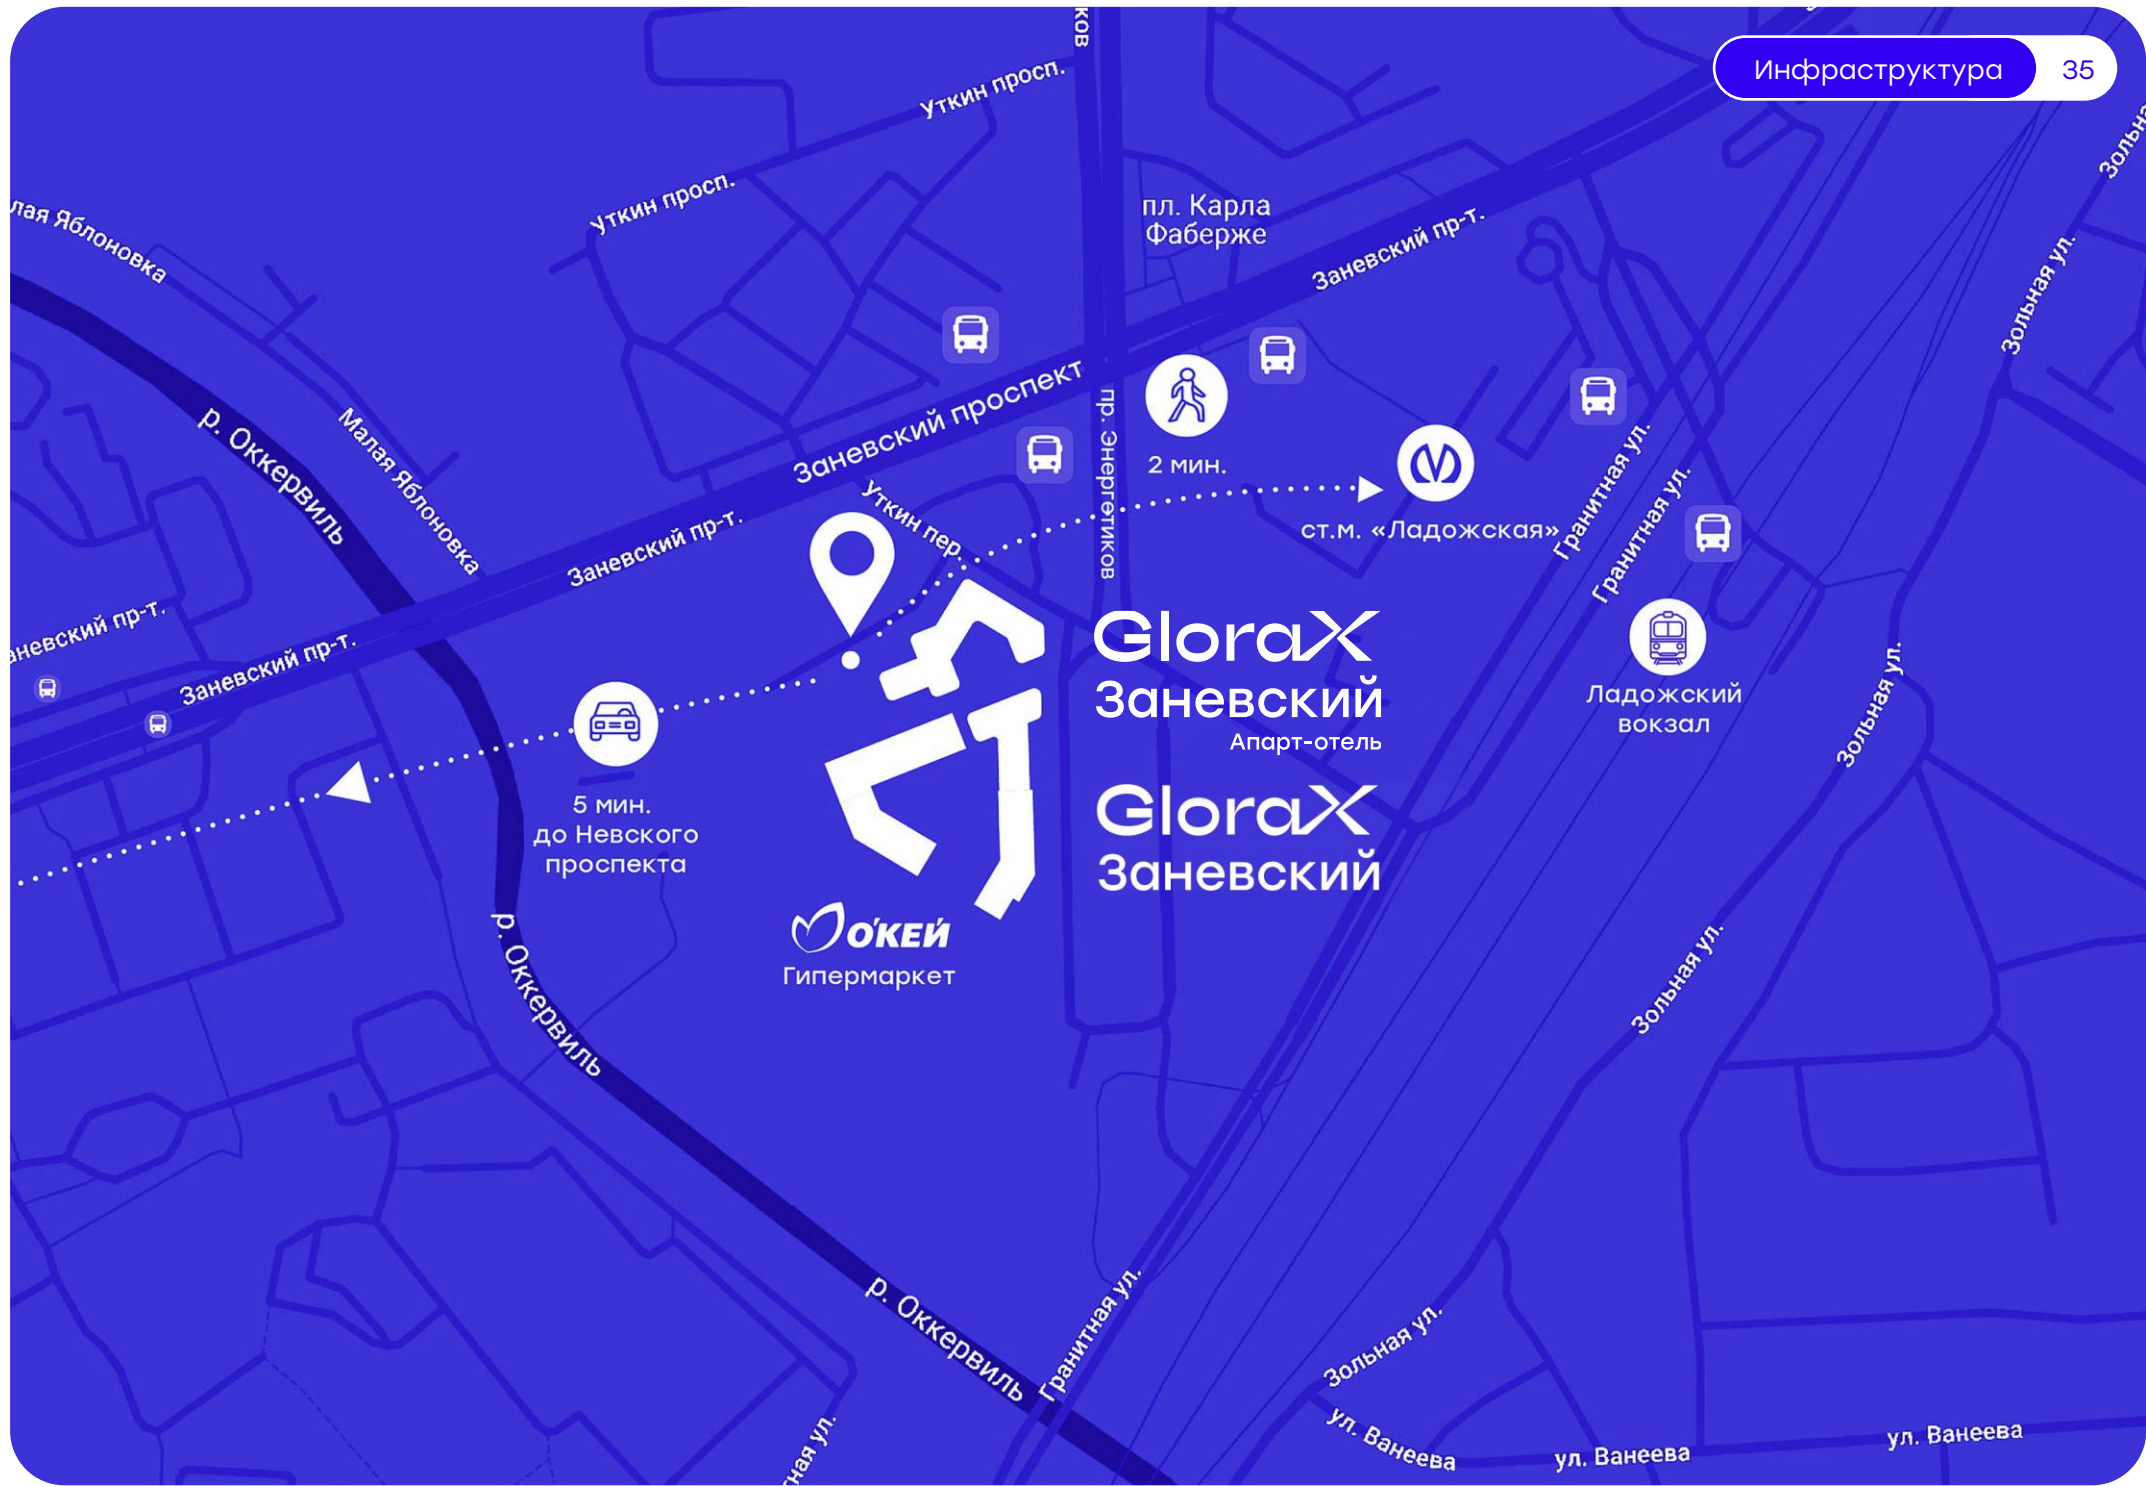 ков
Инфраструктура
35
Уткин просп.
Уткин просп.
лая Яблоновка
пл. Карла
Фаберже
Заневский пр-т.
Зольная ул.
Заневский проспект
пр. Энергетиков
2 мин.
ст.м. «Ладожская»
р. Оккервиль
Малая Яблоновка
Уткин пер.
Заневский пр-т.
Гранитная ул.
Гранитная ул.
аневский пр-т.
Заневский пр-т.
GloraX
Заневский
Апарт-отель
Ладожский
вокзал
Зольная ул.
5 мин.
до Невского
проспекта
GloraX
Заневский
О'КЕЙ
Гипермаркет
р. Оккервиль
Зольная ул.
р. Оккервиль
Гранитная ул.
Зольная ул.
ул. Ванеева
ул. Ванеева
ул. Ванеева
тная ул.